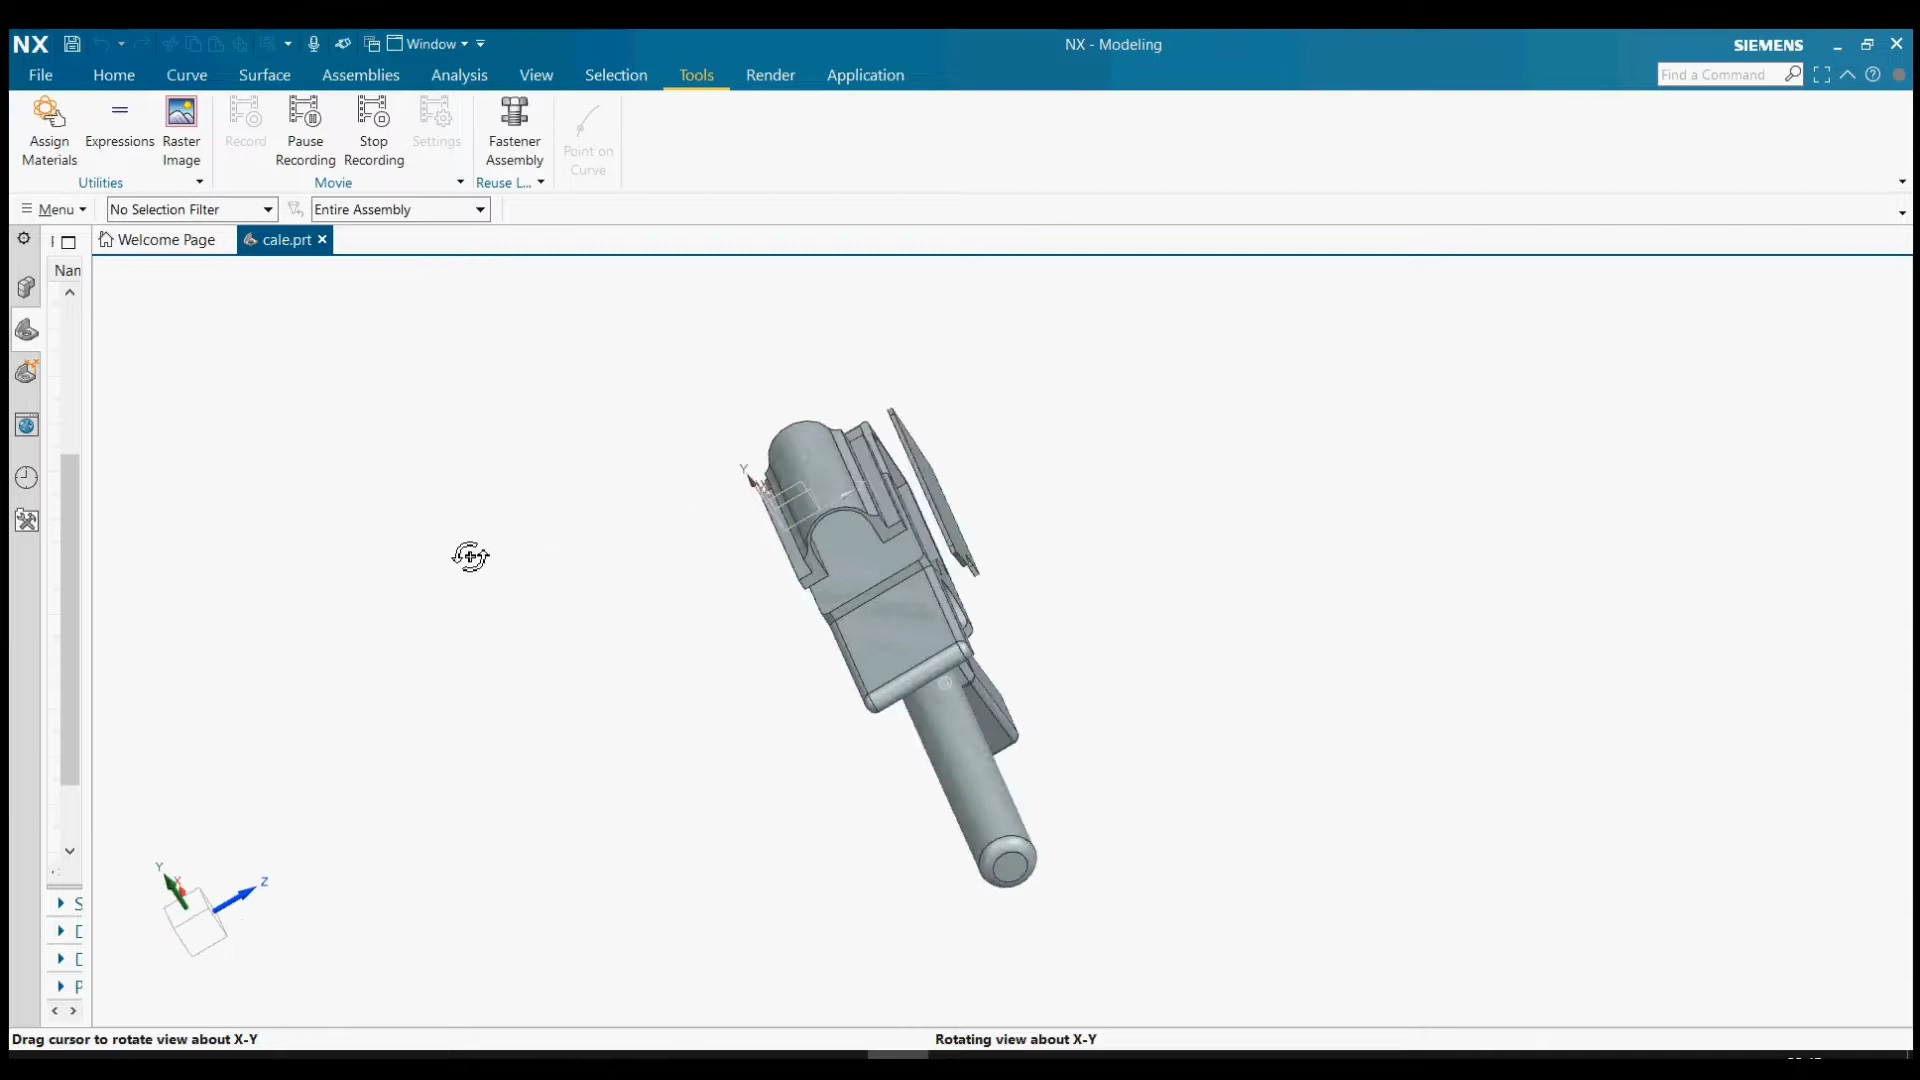 NX Window NX - Modeling SIEMENS
File Home Curve Surface Assemblies Analysis View Selection Tools Render Application Find a Command
Assign Materials Expressions Raster Image Record Pause Recording Stop Recording Settings Fastener Assembly Point on Curve
Utilities Movie Reuse L...
Menu No Selection Filter Entire Assembly
Welcome Page cale.prt
Nan
Y
Y
X
Z
S
P
Drag cursor to rotate view about X-Y Rotating view about X-Y